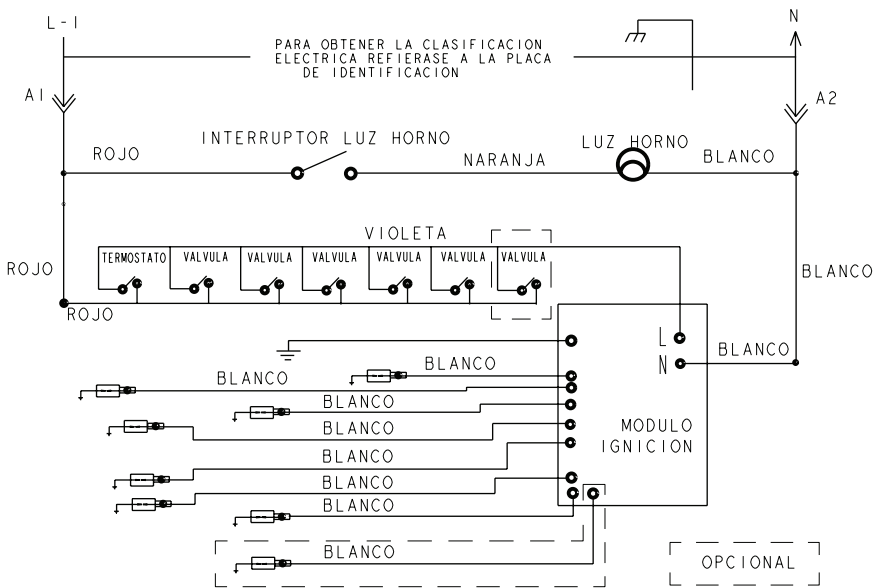 L-1
N
PARA OBTENER LA CLASIFICACION
ELECTRICA REFIERASE A LA PLACA
DE IDENTIFICACION
A1
A2
INTERRUPTOR LUZ HORNO
LUZ HORNO
ROJO
NARANJA
BLANCO
VIOLETA
TERMOSTATO
VALVULA
VALVULA
VALVULA
VALVULA
VALVULA
VALVULA
ROJO
BLANCO
ROJO
L
N
BLANCO
BLANCO
BLANCO
BLANCO
BLANCO
MODULO
IGNICION
BLANCO
BLANCO
BLANCO
BLANCO
OPCIONAL